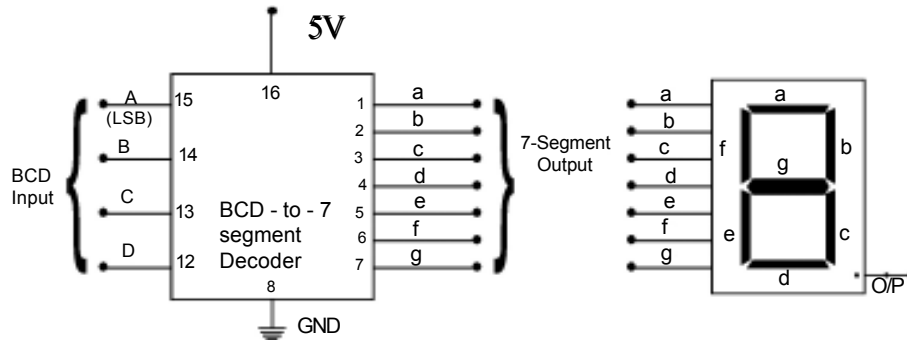 5V
16
A
(LSB)
B
C
D
15
14
13
12
BCD
Input
BCD - to - 7
segment
Decoder
8
GND
1
2
3
4
5
6
7
a
b
c
d
e
f
g
7-Segment
Output
a
b
c
d
e
f
g
a
f
b
g
e
c
d
O/P